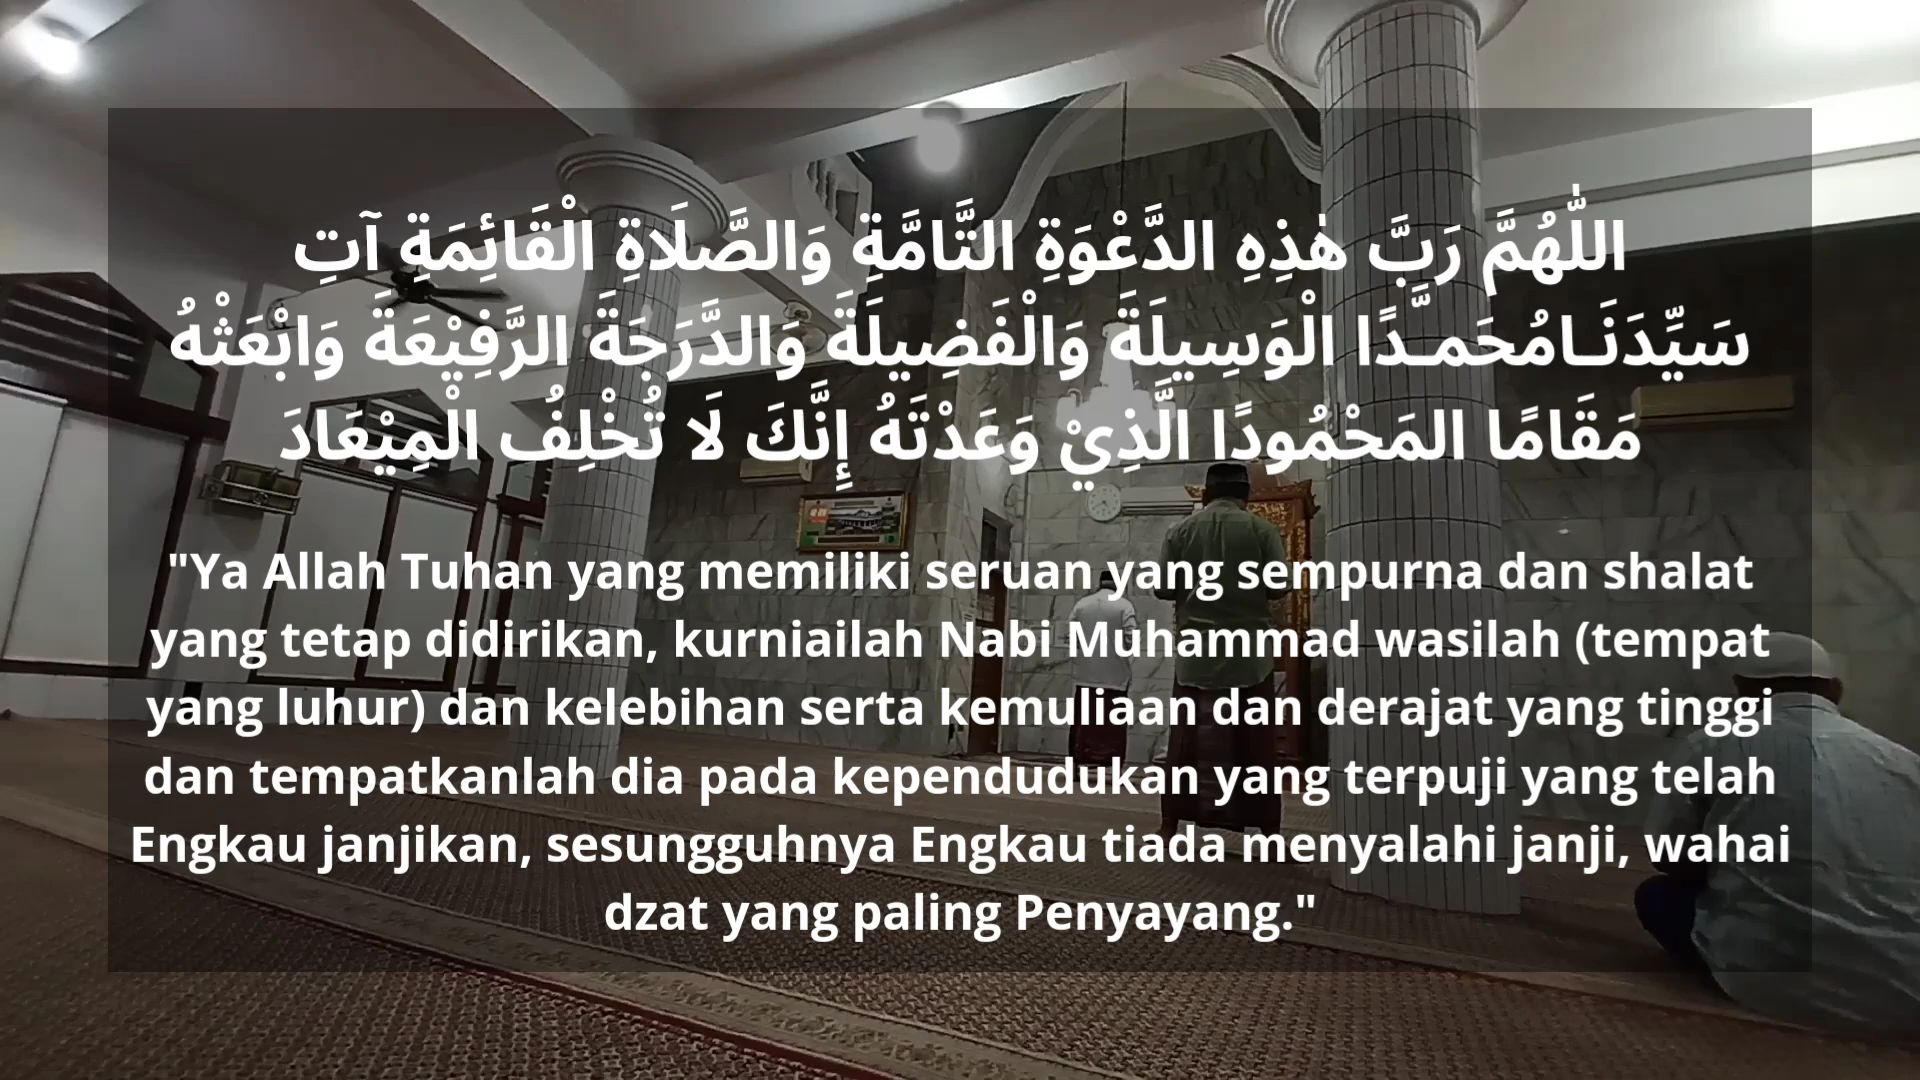 اللّٰهُمَّ رَبَّ هٰذِهِ الدَّعْوَةِ التَّامَّةِ وَالصَّلَاةِ الْقَائِمَةِ آتِ
سَيِّدَنَـامُحَمـَّدًا الْوَسِيلَةَ وَالْفَضِيلَةَ وَالدَّرَجَةَ الرَّفِيْعَةَ وَابْعَثْهُ
مَقَامًا المَحْمُودًا الَّذِيْ وَعَدْتَهُ إِنَّكَ لَا تُخْلِفُ الْمِيْعَادَ
"Ya Allah Tuhan yang memiliki seruan yang sempurna dan shalat
yang tetap didirikan, kurniailah Nabi Muhammad wasilah (tempat
yang luhur) dan kelebihan serta kemuliaan dan derajat yang tinggi
dan tempatkanlah dia pada kependudukan yang terpuji yang telah
Engkau janjikan, sesungguhnya Engkau tiada menyalahi janji, wahai
dzat yang paling Penyayang."